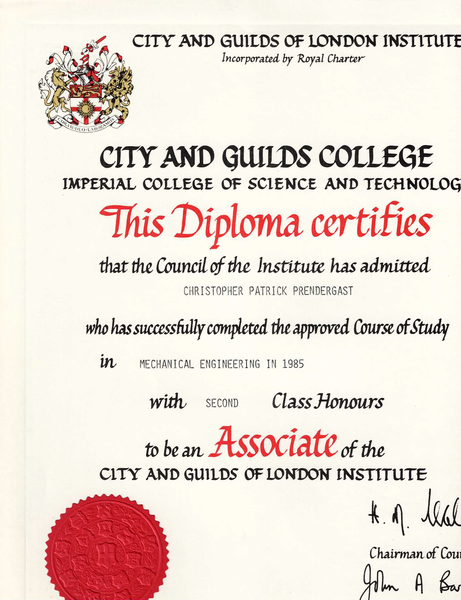 CITY AND GUILDS OF LONDON INSTITUTE
Incorporated by Royal Charter
CITY AND GUILDS COLLEGE
IMPERIAL COLLEGE OF SCIENCE AND TECHNOLOG
This Diploma certifies
that the Council of the Institute has admitted
CHRISTOPHER PATRICK PRENDERGAST
who has successfully completed the approved Course of Study
in MECHANICAL ENGINEERING IN 1985
with SECOND Class Honours
to be an Associate of the
CITY AND GUILDS OF LONDON INSTITUTE
H. M.
Chairman of Cou
John A Bar